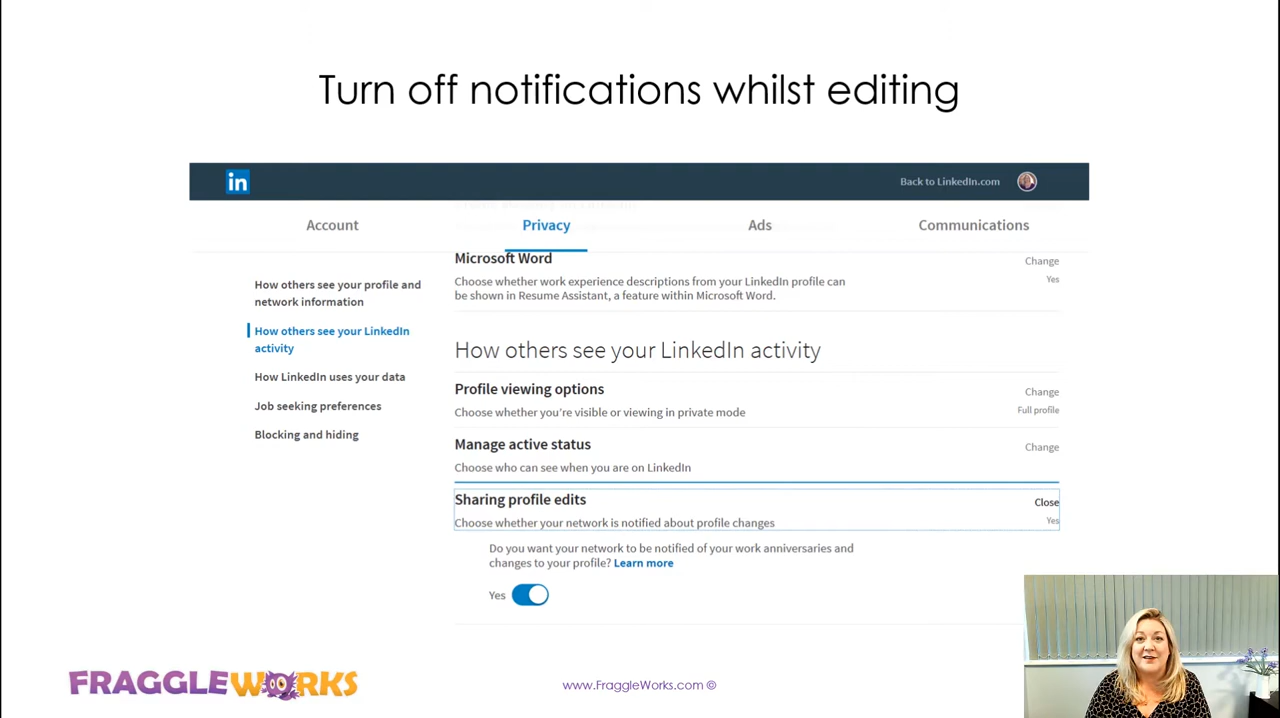 Turn off notifications whilst editing
in
Back to LinkedIn.com
Account
Privacy
Ads
Communications
How others see your profile and
network information
How others see your LinkedIn
activity
How LinkedIn uses your data
Job seeking preferences
Blocking and hiding
Microsoft Word
Change
Choose whether work experience descriptions from your LinkedIn profile can
be shown in Resume Assistant, a feature within Microsoft Word.
Yes
How others see your LinkedIn activity
Profile viewing options
Change
Choose whether you're visible or viewing in private mode
Full profile
Manage active status
Change
Choose who can see when you are on LinkedIn
Sharing profile edits
Close
Choose whether your network is notified about profile changes
Yes
Do you want your network to be notified of your work anniversaries and
changes to your profile? Learn more
Yes
FRAGGLEWORKS
www.FraggleWorks.com ©